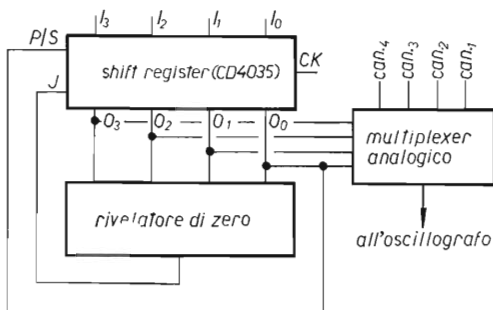 I3 I2 I1 I0
P/S
shift register (CD4035)
CK
J
O3 O2 O1 O0
can.4 can.3 can.2 can.1
multiplexer
analogico
rivelatore di zero
all'oscillografo